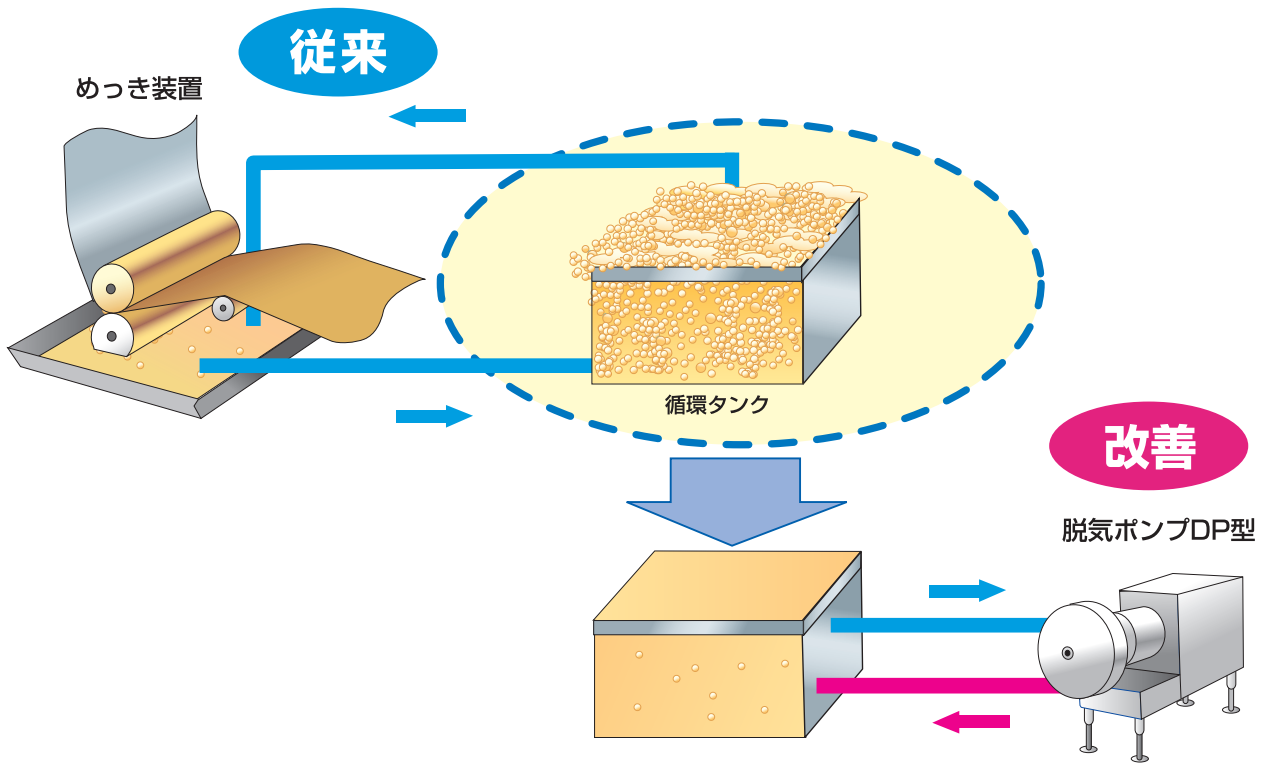 従来
めっき装置
循環タンク
改善
脱気ポンプDP型